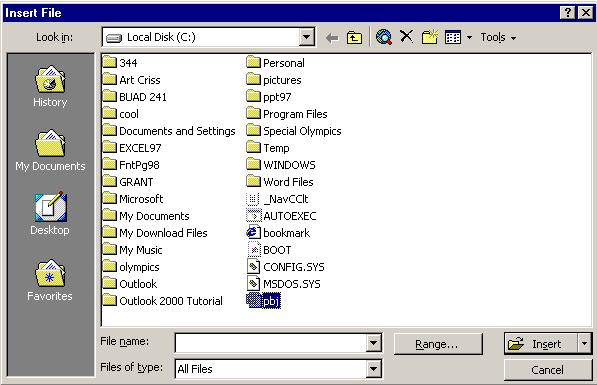 Insert File
Look in: Local Disk (C:) Tools
History
My Documents
Desktop
Favorites
344
Art Criss
BUAD 241
cool
Documents and Settings
EXCEL97
FntPg98
GRANT
Microsoft
My Documents
My Download Files
My Music
olympics
Outlook
Outlook 2000 Tutorial
Personal
pictures
ppt97
Program Files
Special Olympics
Temp
WINDOWS
Word Files
_NavCClt
AUTOEXEC
bookmark
BOOT
CONFIG.SYS
MSDOS.SYS
pbj
File name: Range... Insert
Files of type: All Files Cancel